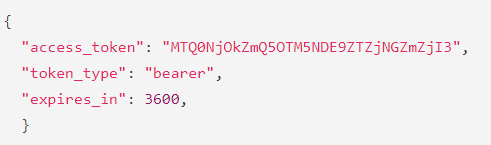 {
"access_token": "MTQ0NjOkZmQ5OTM5NDE9ZTZjNGZmZjI3",
"token_type": "bearer",
"expires_in": 3600,
}